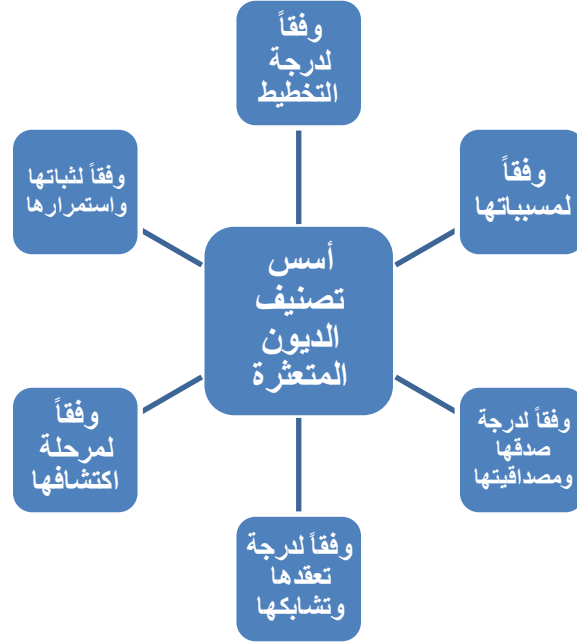 وفقاً
لدرجة
التخطيط
وفقاً
لمسبباتها
وفقاً لثباتها
واستمرارها
أسس
تصنيف
الديون
المتعثرة
وفقاً لدرجة
صدقها
ومصداقيتها
وفقاً
لمرحلة
اكتشافها
وفقاً لدرجة
تعقدها
وتشابكها